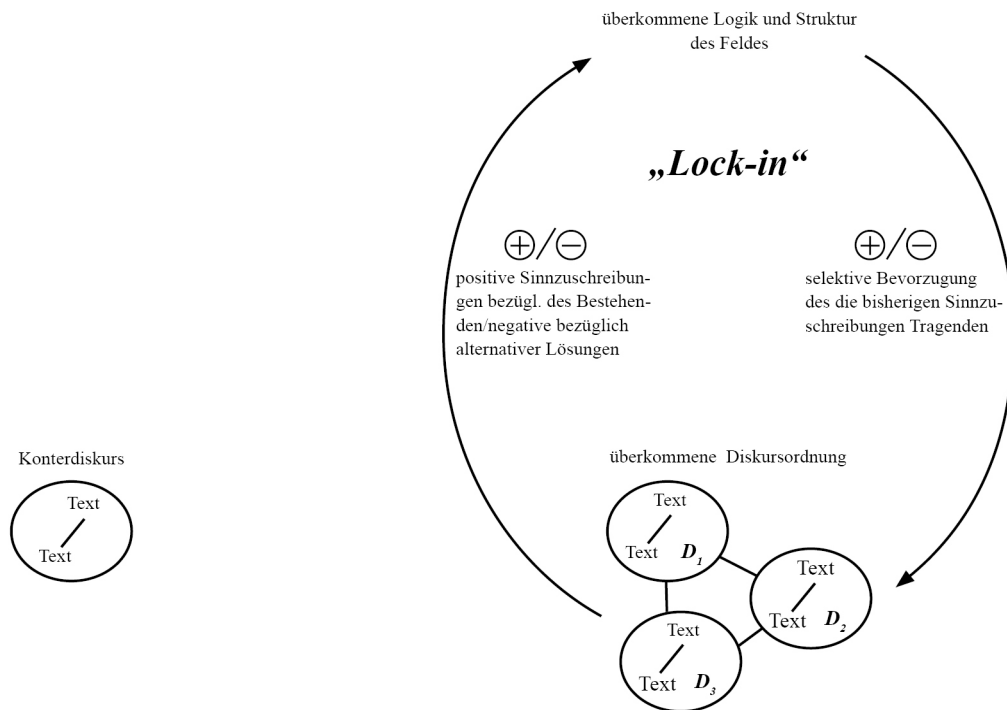 überkommene Logik und Struktur
des Feldes
„Lock-in“
+/−
positive Sinnzuschreibun-
gen bezügl. des Bestehen-
den/negative bezüglich
alternativer Lösungen
+/−
selektive Bevorzugung
des die bisherigen Sinnzu-
schreibungen Tragenden
Konterdiskurs
Text
Text
überkommene Diskursordnung
Text
Text D₁
Text
Text D₂
Text
Text D₃